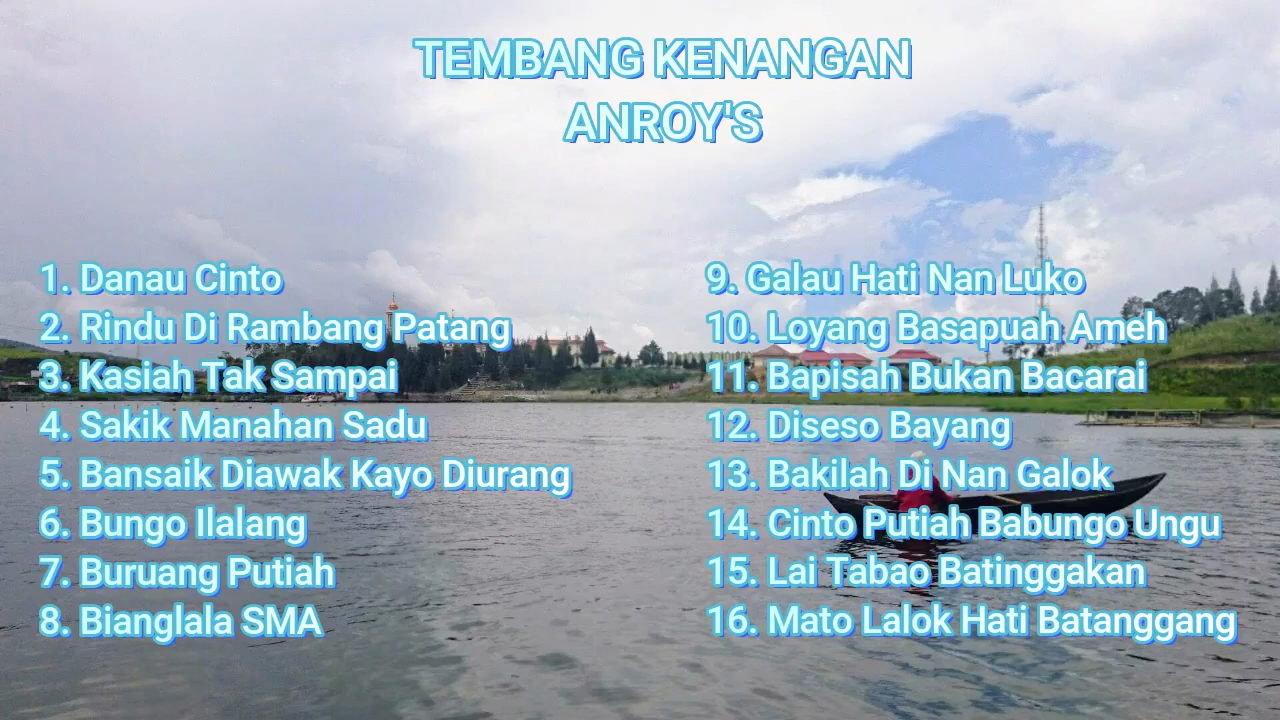 TEMBANG KENANGAN
ANROY'S
1. Danau Cinto
2. Rindu Di Rambang Patang
3. Kasiah Tak Sampai
4. Sakik Manahan Sadu
5. Bansaik Diawak Kayo Diurang
6. Bungo Ilalang
7. Buruang Putiah
8. Bianglala SMA
9. Galau Hati Nan Luko
10. Loyang Basapuah Ameh
11. Bapisah Bukan Bacarai
12. Diseso Bayang
13. Bakilah Di Nan Galok
14. Cinto Putiah Babungo Ungu
15. Lai Tabao Batinggakan
16. Mato Lalok Hati Batanggang